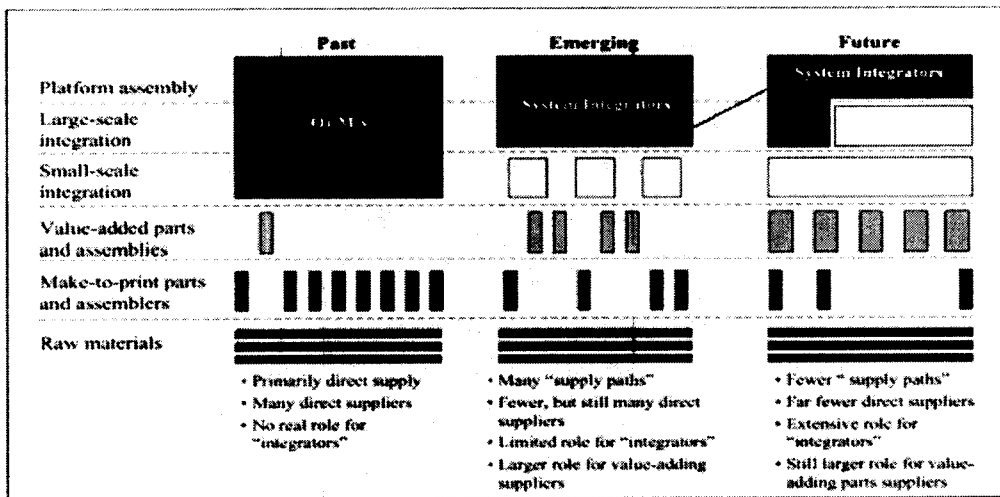 Past
Emerging
Future
Platform assembly
Large-scale
integration
Small-scale
integration
Value-added parts
and assemblies
Make-to-print parts
and assemblers
Raw materials
OEMs
System Integrators
System Integrators
• Primarily direct supply
• Many direct suppliers
• No real role for
"integrators"
• Many "supply paths"
• Fewer, but still many direct
suppliers
• Limited role for "integrators"
• Larger role for value-adding
suppliers
• Fewer " supply paths"
• Far fewer direct suppliers
• Extensive role for
"integrators"
• Still larger role for value-
adding parts suppliers